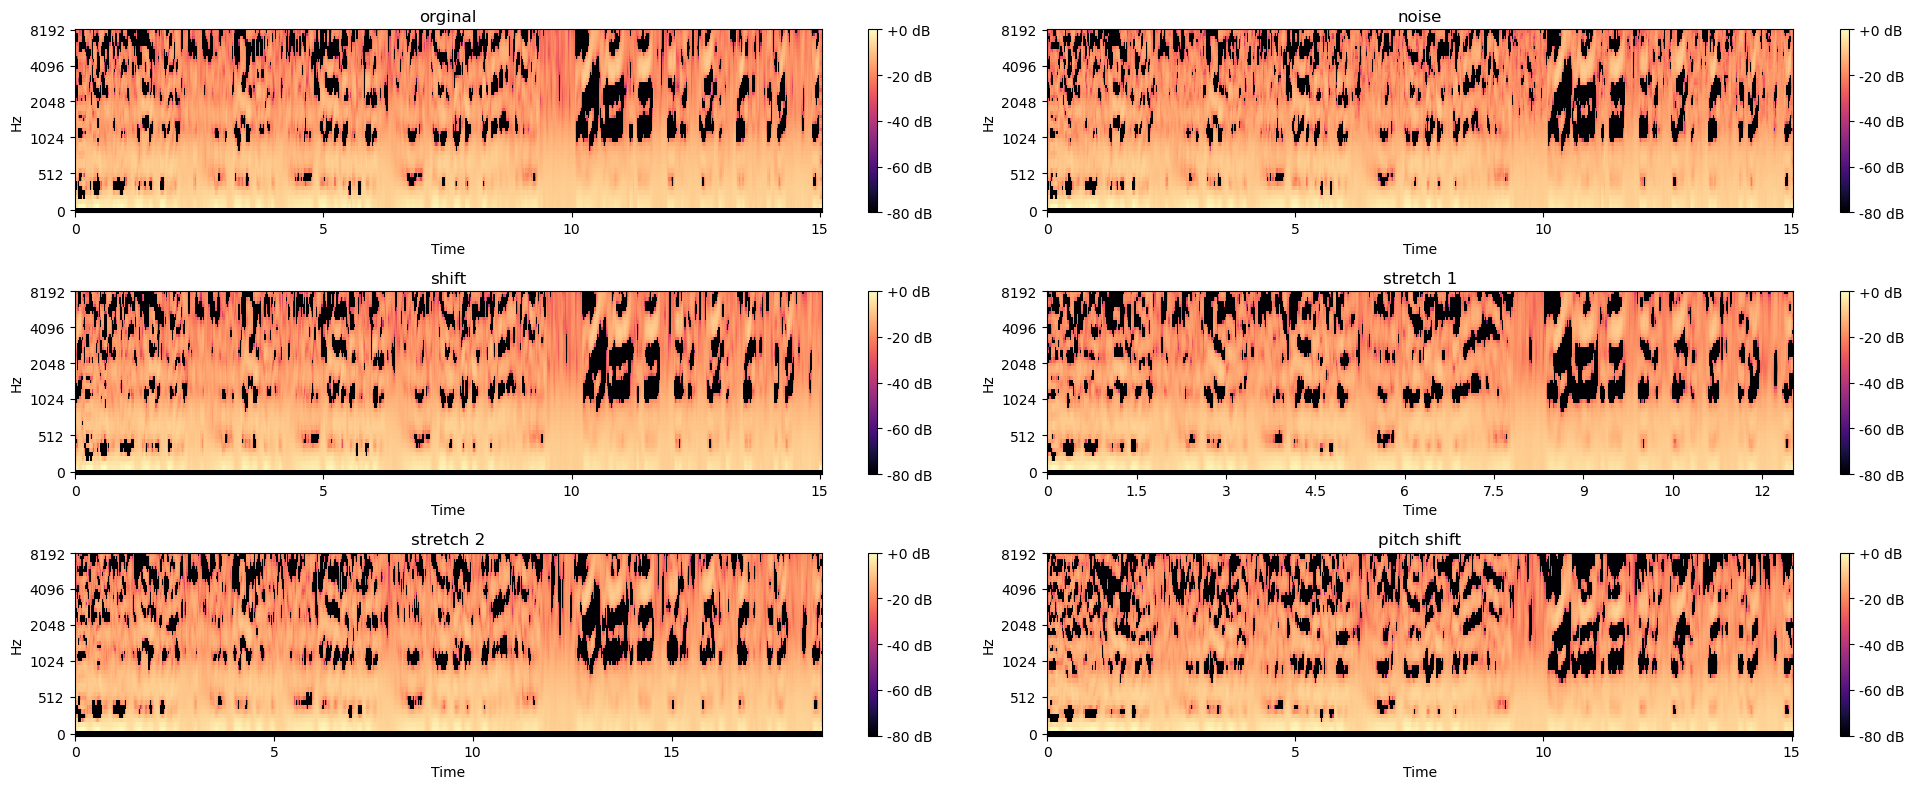 orginal
8192
4096
2048
1024
512
0
Hz
0 5 10 15
Time
+0 dB
-20 dB
-40 dB
-60 dB
-80 dB
noise
8192
4096
2048
1024
512
0
Hz
0 5 10 15
Time
+0 dB
-20 dB
-40 dB
-60 dB
-80 dB
shift
8192
4096
2048
1024
512
0
Hz
0 5 10 15
Time
+0 dB
-20 dB
-40 dB
-60 dB
-80 dB
stretch 1
8192
4096
2048
1024
512
0
Hz
0 1.5 3 4.5 6 7.5 9 10 12
Time
+0 dB
-20 dB
-40 dB
-60 dB
-80 dB
stretch 2
8192
4096
2048
1024
512
0
Hz
0 5 10 15
Time
+0 dB
-20 dB
-40 dB
-60 dB
-80 dB
pitch shift
8192
4096
2048
1024
512
0
Hz
0 5 10 15
Time
+0 dB
-20 dB
-40 dB
-60 dB
-80 dB